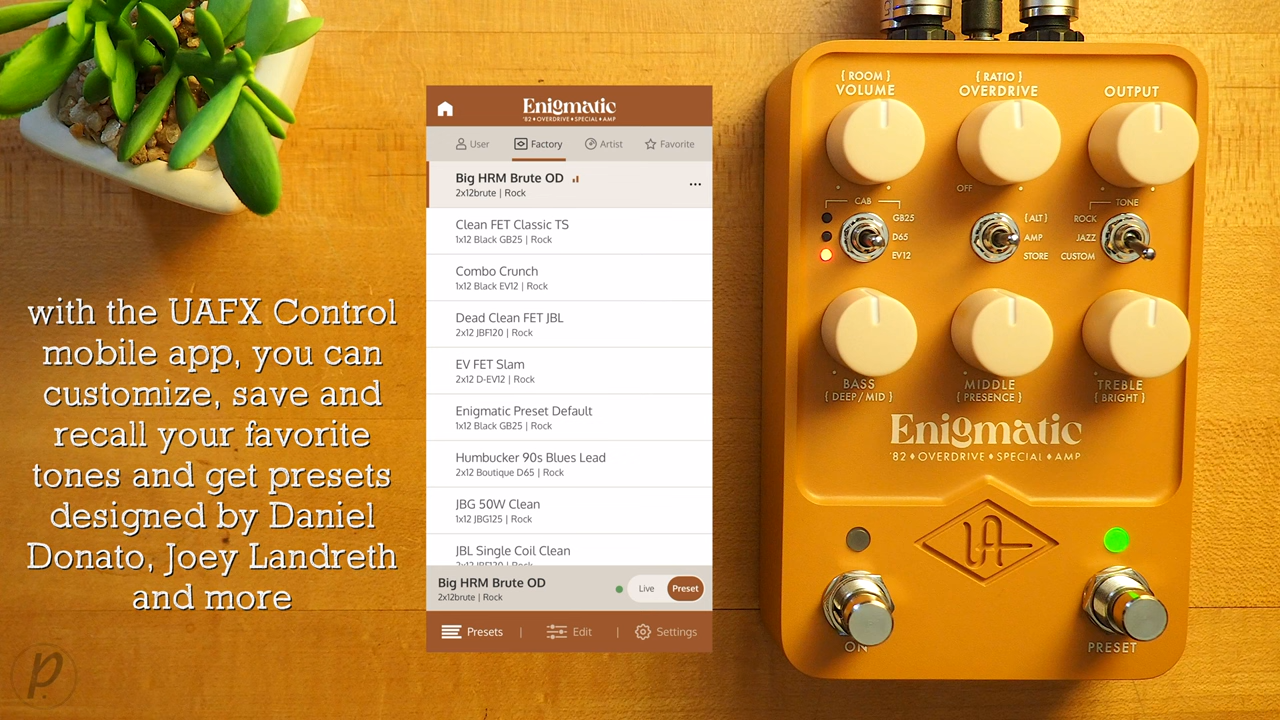 with the UAFX Control
mobile app, you can
customize, save and
recall your favorite
tones and get presets
designed by Daniel
Donato, Joey Landreth
and more
p.
Enigmatic
'82 ♦ OVERDRIVE ♦ SPECIAL ♦ AMP
User Factory Artist Favorite
Big HRM Brute OD
2x12brute | Rock
Clean FET Classic TS
1x12 Black GB25 | Rock
Combo Crunch
1x12 Black EV12 | Rock
Dead Clean FET JBL
2x12 JBF120 | Rock
EV FET Slam
2x12 D-EV12 | Rock
Enigmatic Preset Default
1x12 Black GB25 | Rock
Humbucker 90s Blues Lead
2x12 Boutique D65 | Rock
JBG 50W Clean
1x12 JBG125 | Rock
JBL Single Coil Clean
2x12 JBF120 | Rock
Big HRM Brute OD
2x12brute | Rock
Live Preset
Presets | Edit | Settings
{ ROOM } { RATIO }
VOLUME OVERDRIVE OUTPUT
OFF
CAB TONE
GB25 { ALT } ROCK
D65 AMP JAZZ
EV12 STORE CUSTOM
BASS MIDDLE TREBLE
{ DEEP / MID } { PRESENCE } { BRIGHT }
Enigmatic
'82 ♦ OVERDRIVE ♦ SPECIAL ♦ AMP
UA
ON PRESET